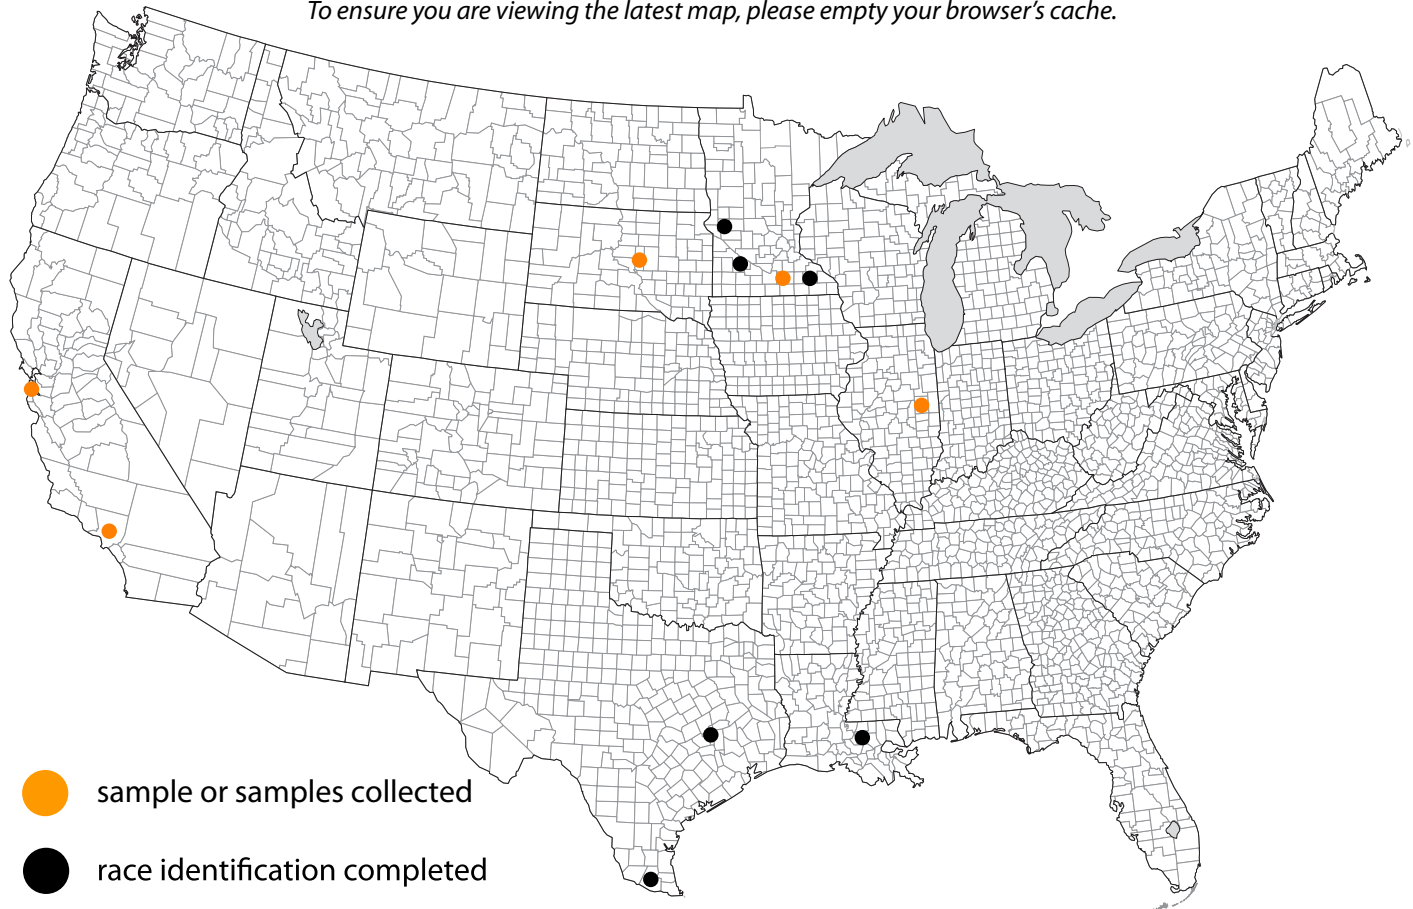 To ensure you are viewing the latest map, please empty your browser’s cache.
sample or samples collected
race identification completed